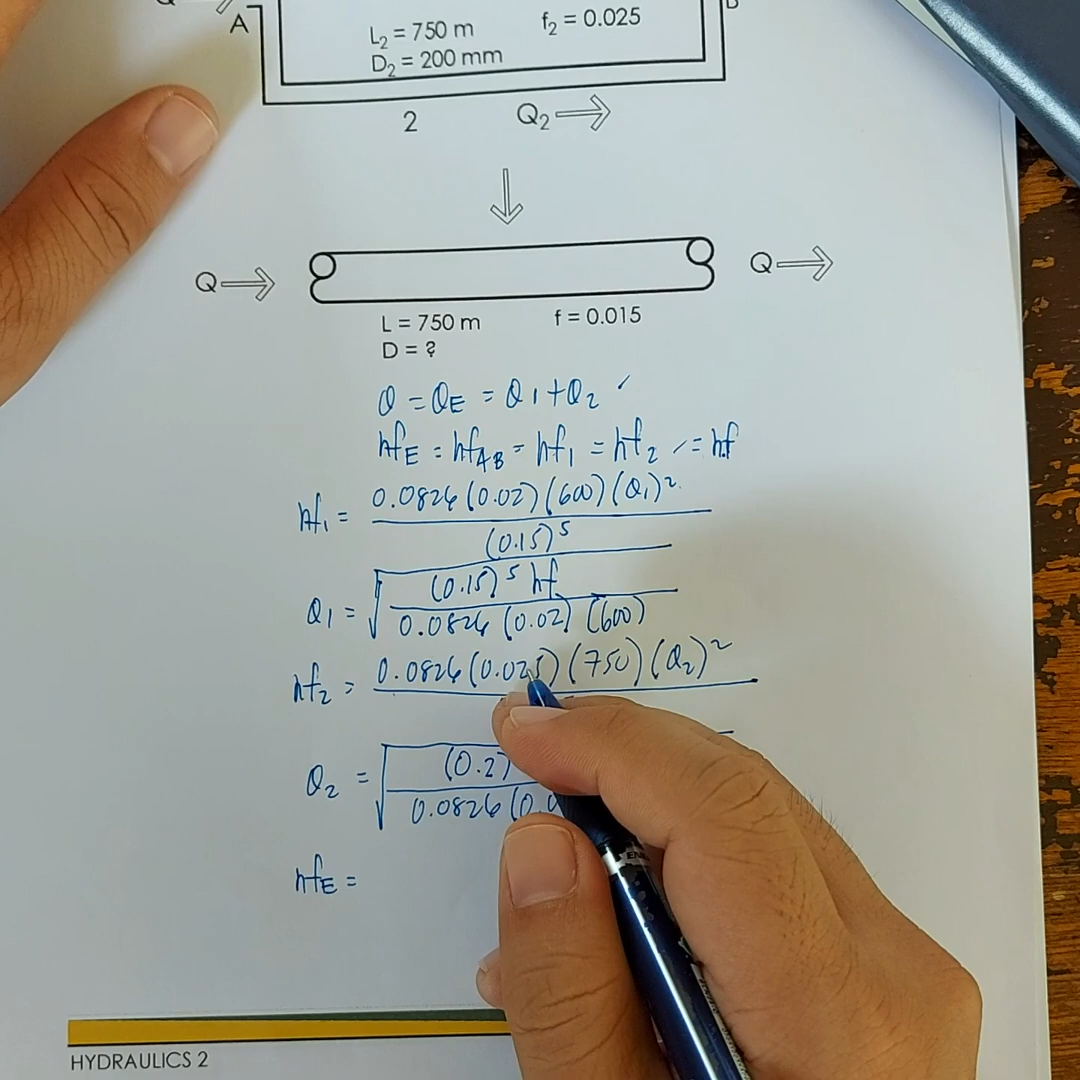 A
L₂ = 750 m f₂ = 0.025
D₂ = 200 mm
2 Q₂
Q Q
L = 750 m f = 0.015
D = ?
Q = QE = Q1 + Q2 ✓
hfE = hfAB = hf1 = hf2 ✓ = hf
hf1 = 0.0826 (0.02) (600) (Q1)²
(0.15)⁵
Q1 = √ (0.15)⁵ hf
0.0826 (0.02) (600)
hf2 = 0.0826 (0.025) (750) (Q2)²
Q2 = √ (0.2)
0.0826 (0.0
hfE =
HYDRAULICS 2